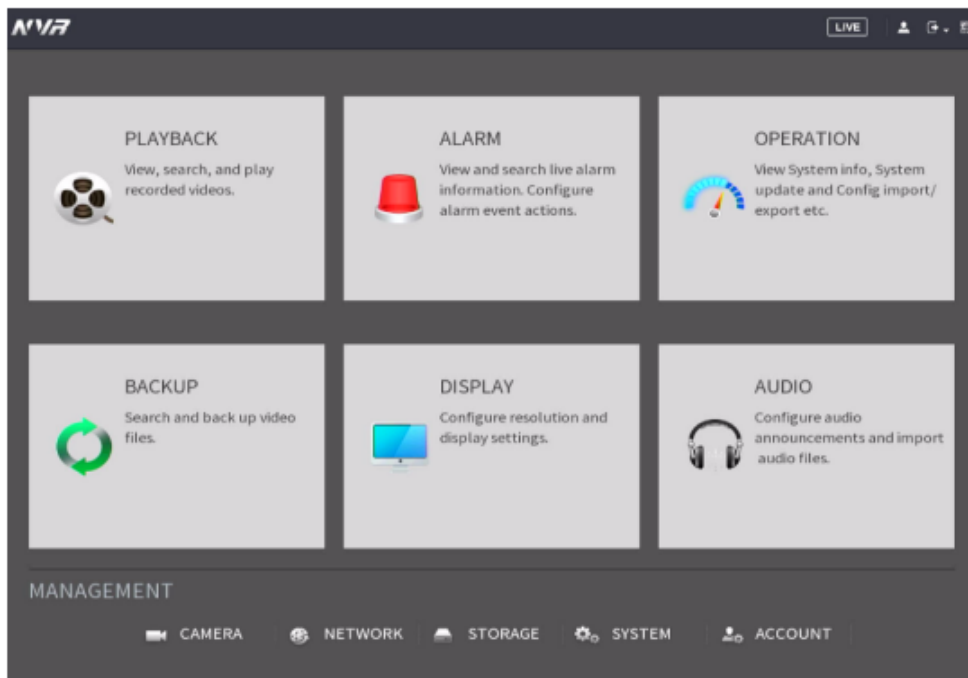 NVR
LIVE
PLAYBACK
View, search, and play
recorded videos.
ALARM
View and search live alarm
information. Configure
alarm event actions.
OPERATION
View System info, System
update and Config import/
export etc.
BACKUP
Search and back up video
files.
DISPLAY
Configure resolution and
display settings.
AUDIO
Configure audio
announcements and import
audio files.
MANAGEMENT
CAMERA
NETWORK
STORAGE
SYSTEM
ACCOUNT